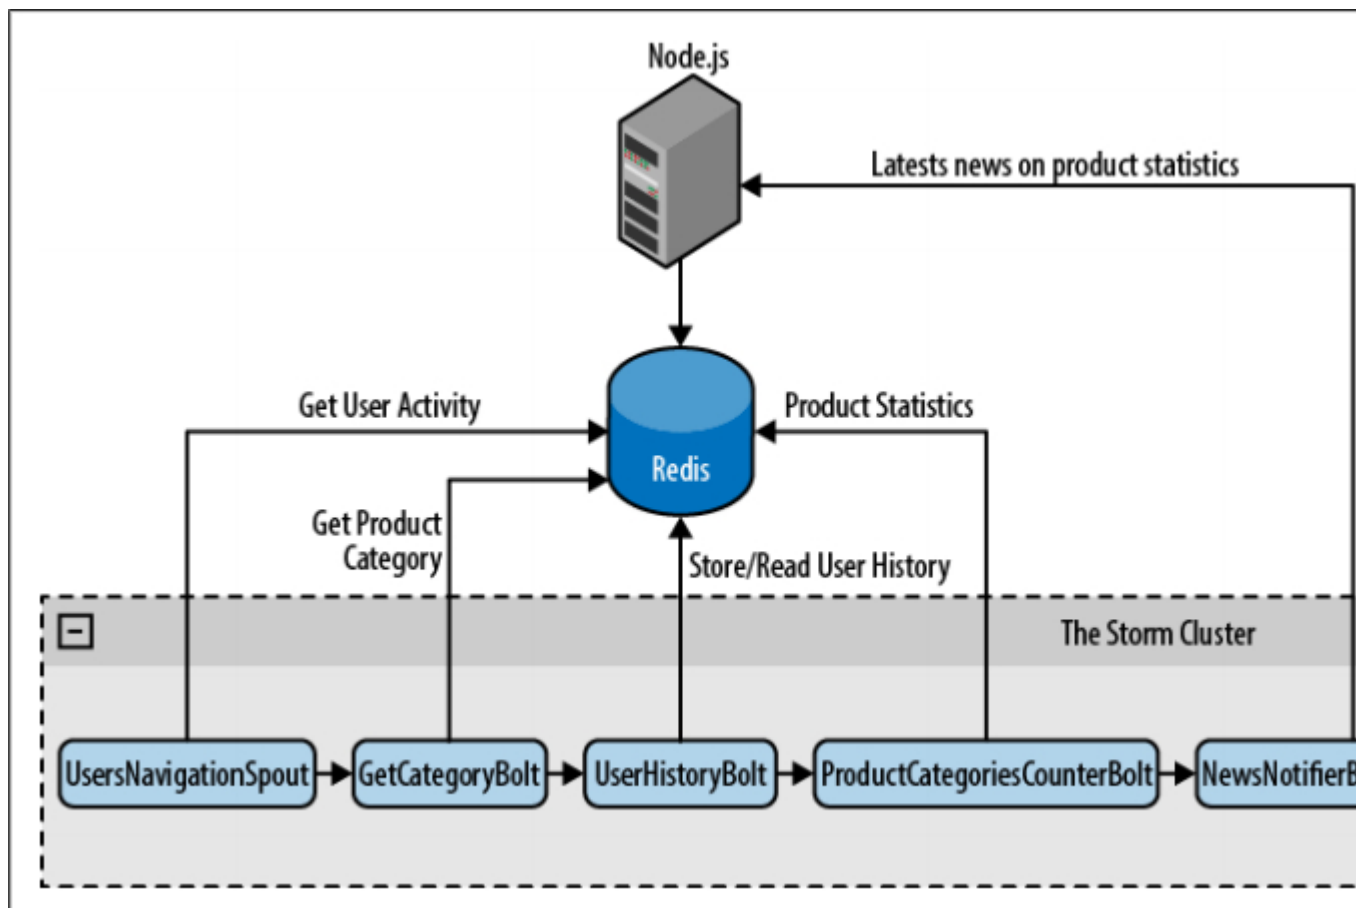 Node.js
Latests news on product statistics
Get User Activity
Product Statistics
Redis
Get Product
Category
Store/Read User History
The Storm Cluster
UsersNavigationSpout
GetCategoryBolt
UserHistoryBolt
ProductCategoriesCounterBolt
NewsNotifierB